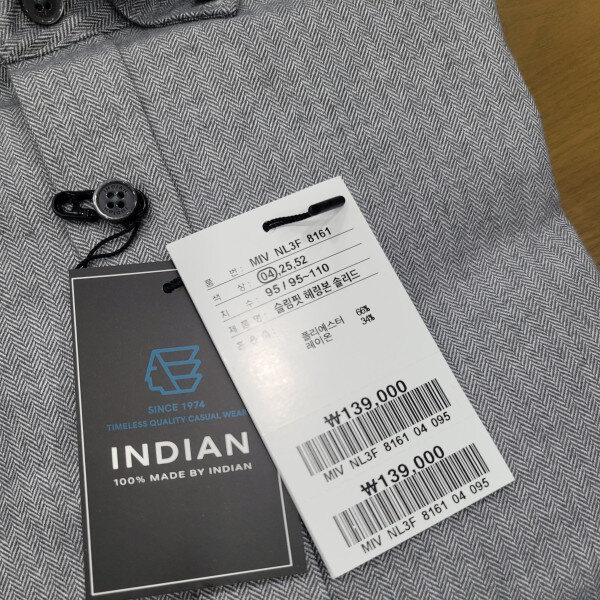 품 번 : MIV NL3F 8161
색 상 : 04,25,52
치 수 : 95 / 95~110
제 품 명 : 슬림핏 헤링본 솔리드
혼 용 율 :
폴리에스터 66%
레이온 34%
₩139,000
MIV NL3F 8161 04 095
₩139,000
MIV NL3F 8161 04 095
SINCE 1974
TIMELESS QUALITY CASUAL WEAR
INDIAN
100% MADE BY INDIAN